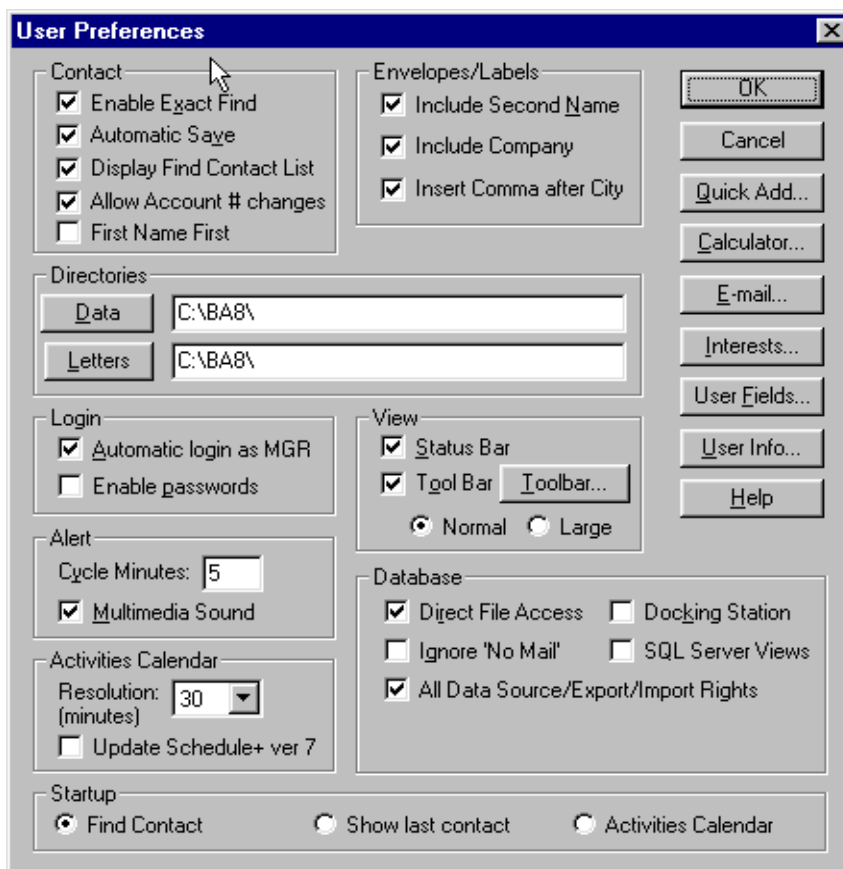 User Preferences
Contact
Enable Exact Find
Automatic Save
Display Find Contact List
Allow Account # changes
First Name First
Envelopes/Labels
Include Second Name
Include Company
Insert Comma after City
OK
Cancel
Quick Add...
Calculator...
E-mail...
Interests...
User Fields...
User Info...
Help
Directories
Data C:\BA8\
Letters C:\BA8\
Login
Automatic login as MGR
Enable passwords
View
Status Bar
Tool Bar Toolbar...
Normal Large
Alert
Cycle Minutes: 5
Multimedia Sound
Database
Direct File Access Docking Station
Ignore 'No Mail' SQL Server Views
All Data Source/Export/Import Rights
Activities Calendar
Resolution: 30
(minutes)
Update Schedule+ ver 7
Startup
Find Contact Show last contact Activities Calendar